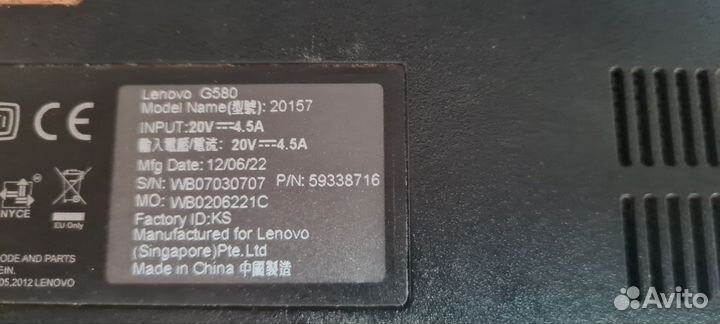 Lenovo G580
Model Name(型號): 20157
INPUT:20V⎓4.5A
輸入電壓/電流: 20V⎓4.5A
Mfg Date: 12/06/22
S/N: WB07030707 P/N: 59338716
MO: WB0206221C
Factory ID:KS
Manufactured for Lenovo
(Singapore)Pte.Ltd
Made in China 中國製造
CE
NYCE
EU Only
ODE AND PARTS
EIN.
05,2012 LENOVO
Avito